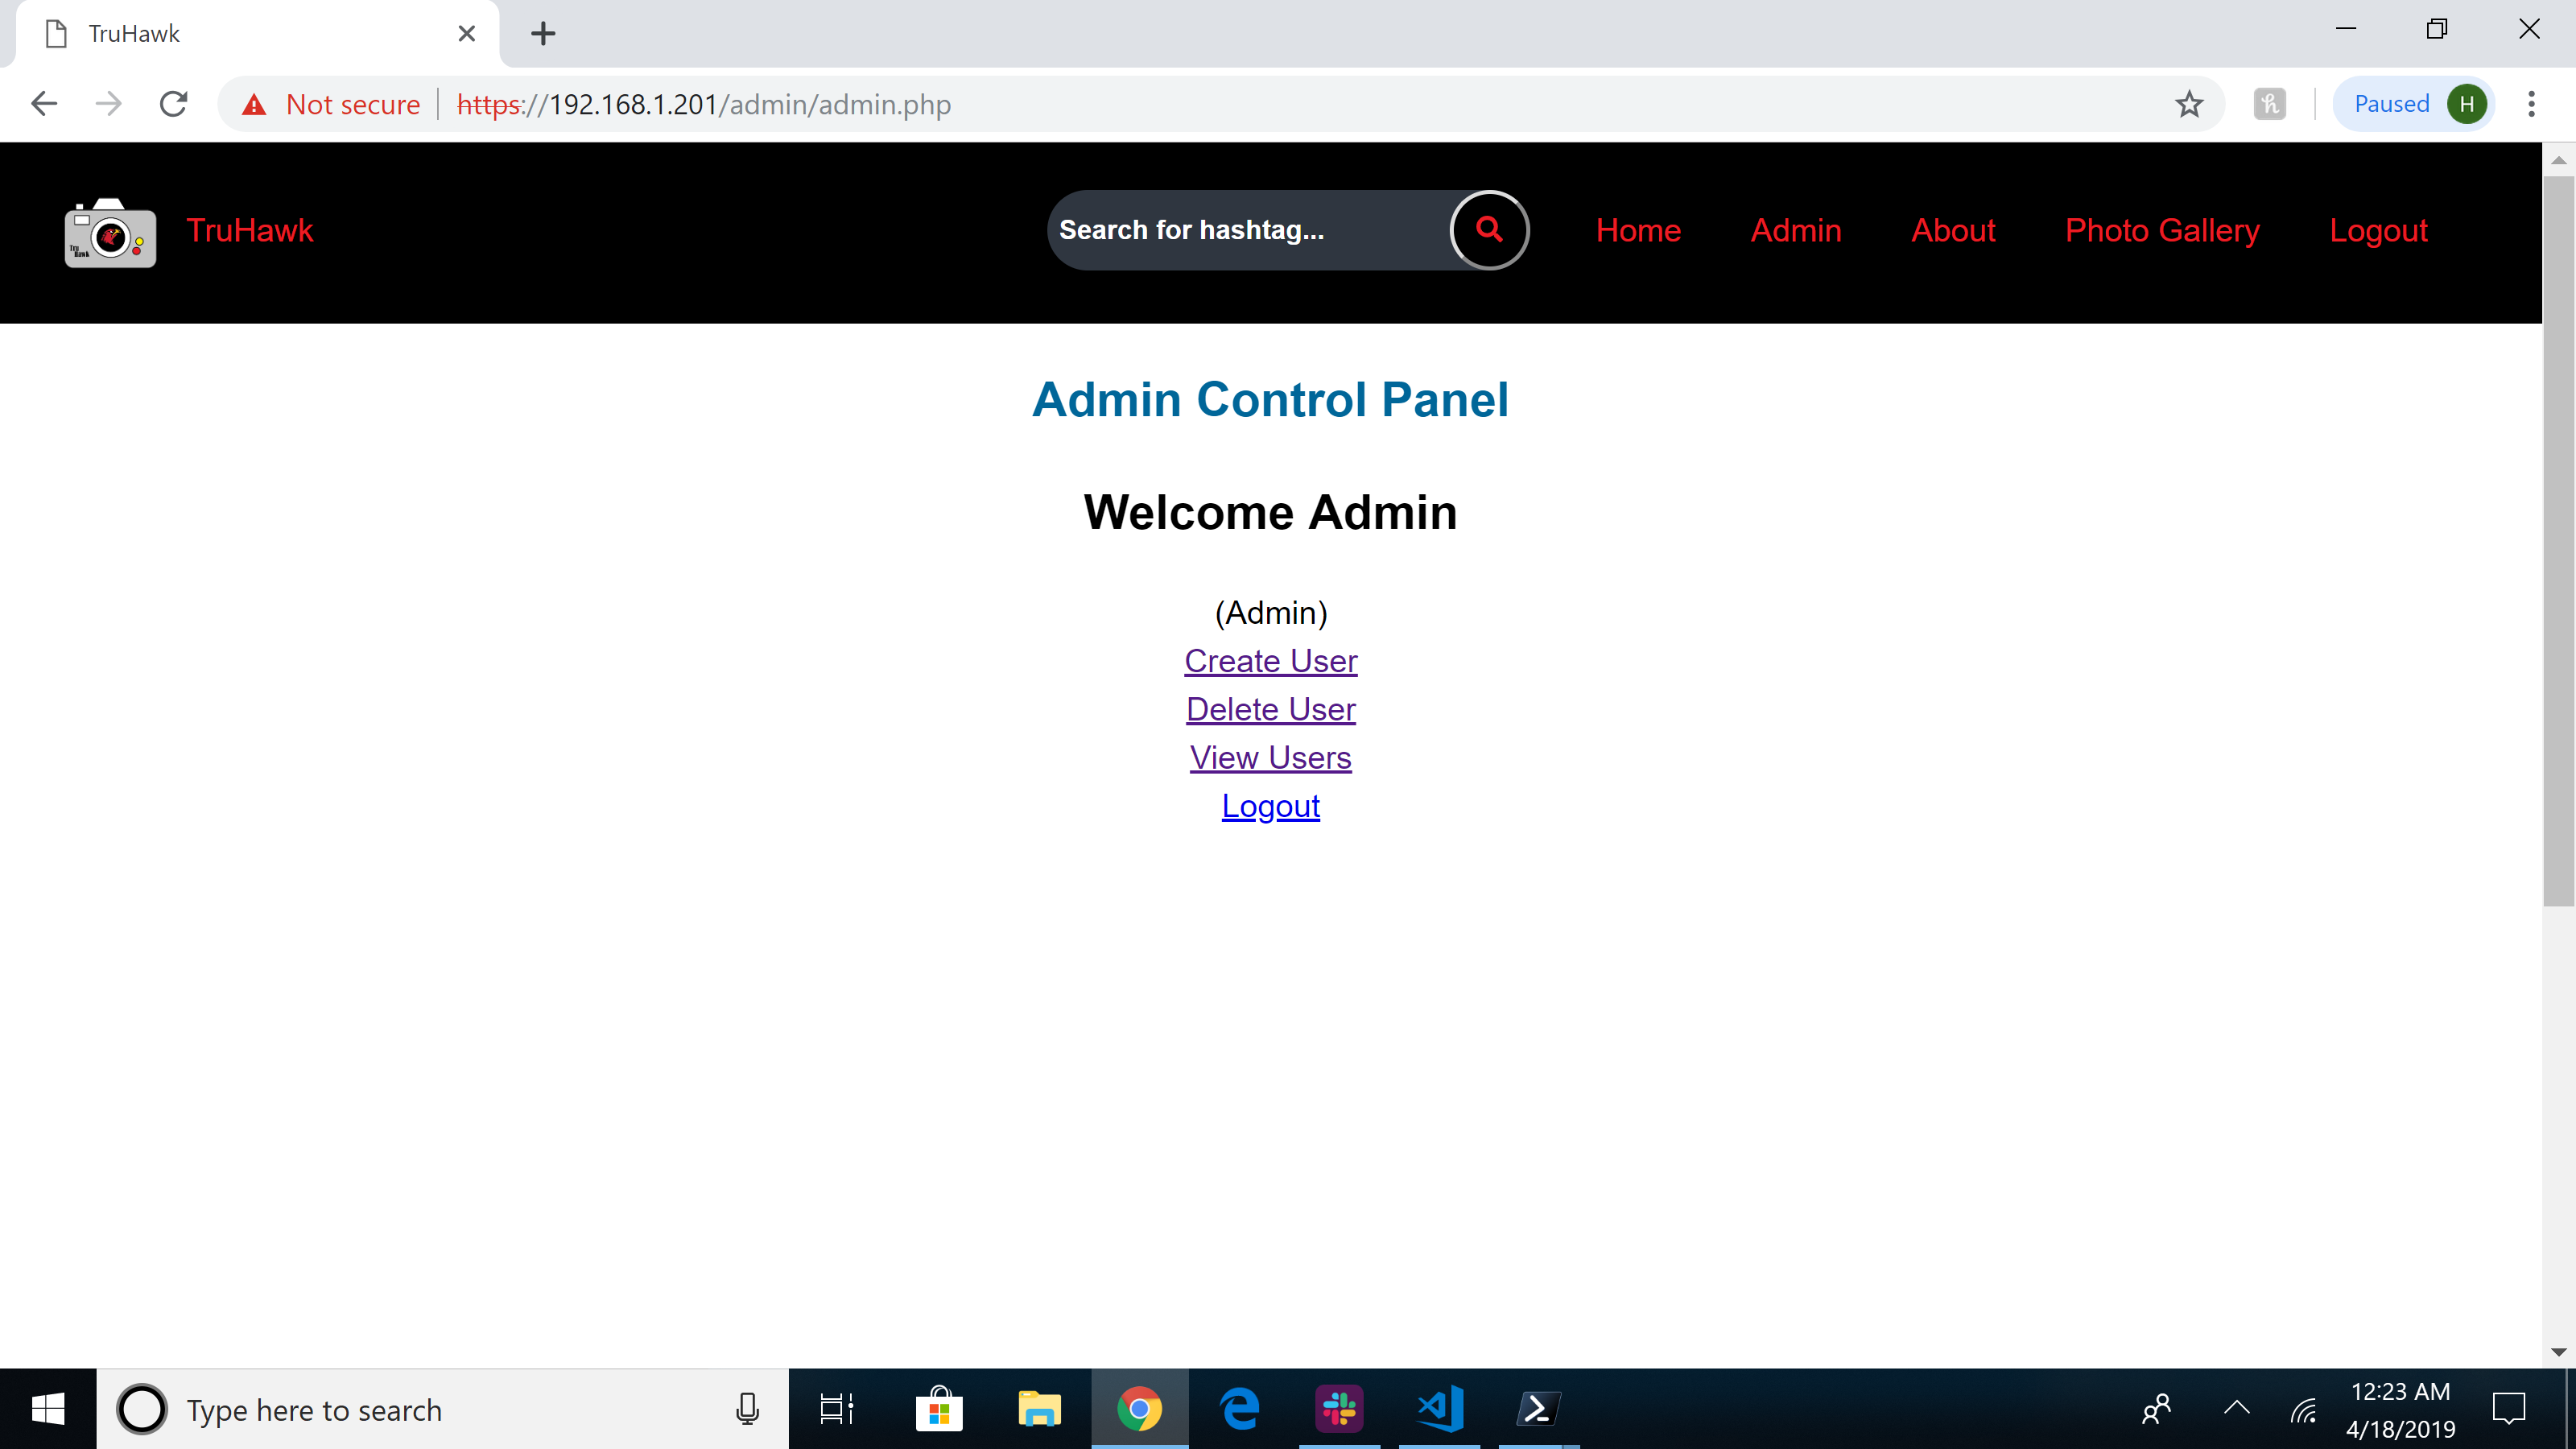 TruHawk
Not secure https://192.168.1.201/admin/admin.php Paused H
Tru
Hawk
TruHawk Search for hashtag... Home Admin About Photo Gallery Logout
Admin Control Panel
Welcome Admin
(Admin)
Create User
Delete User
View Users
Logout
Type here to search
12:23 AM
4/18/2019